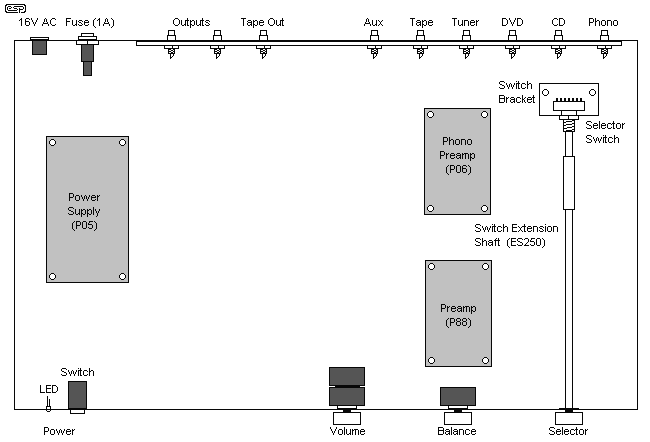 ESP
16V AC Fuse (1A) Outputs Tape Out Aux Tape Tuner DVD CD Phono
Switch
Bracket
Selector
Switch
Phono
Preamp
(P06)
Power
Supply
(P05)
Switch Extension
Shaft (ES250)
Preamp
(P88)
Switch
LED
Power Volume Balance Selector